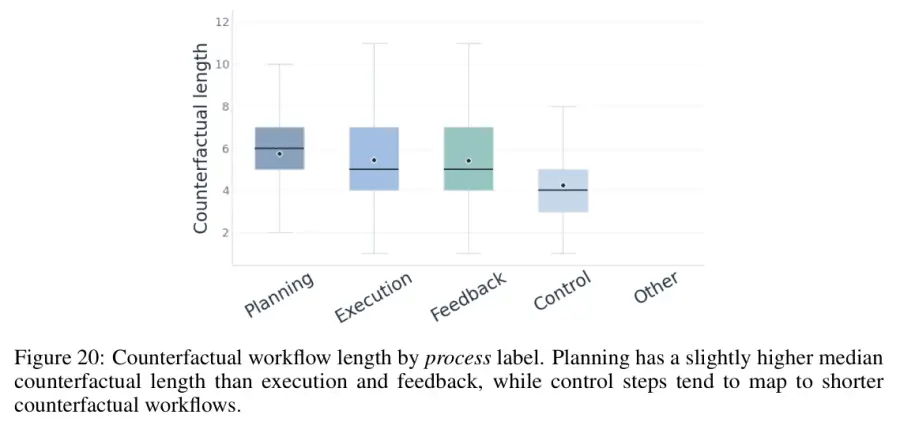 12
10
8
6
4
2
Counterfactual length
Planning
Execution
Feedback
Control
Other
Figure 20: Counterfactual workflow length by process label. Planning has a slightly higher median
counterfactual length than execution and feedback, while control steps tend to map to shorter
counterfactual workflows.